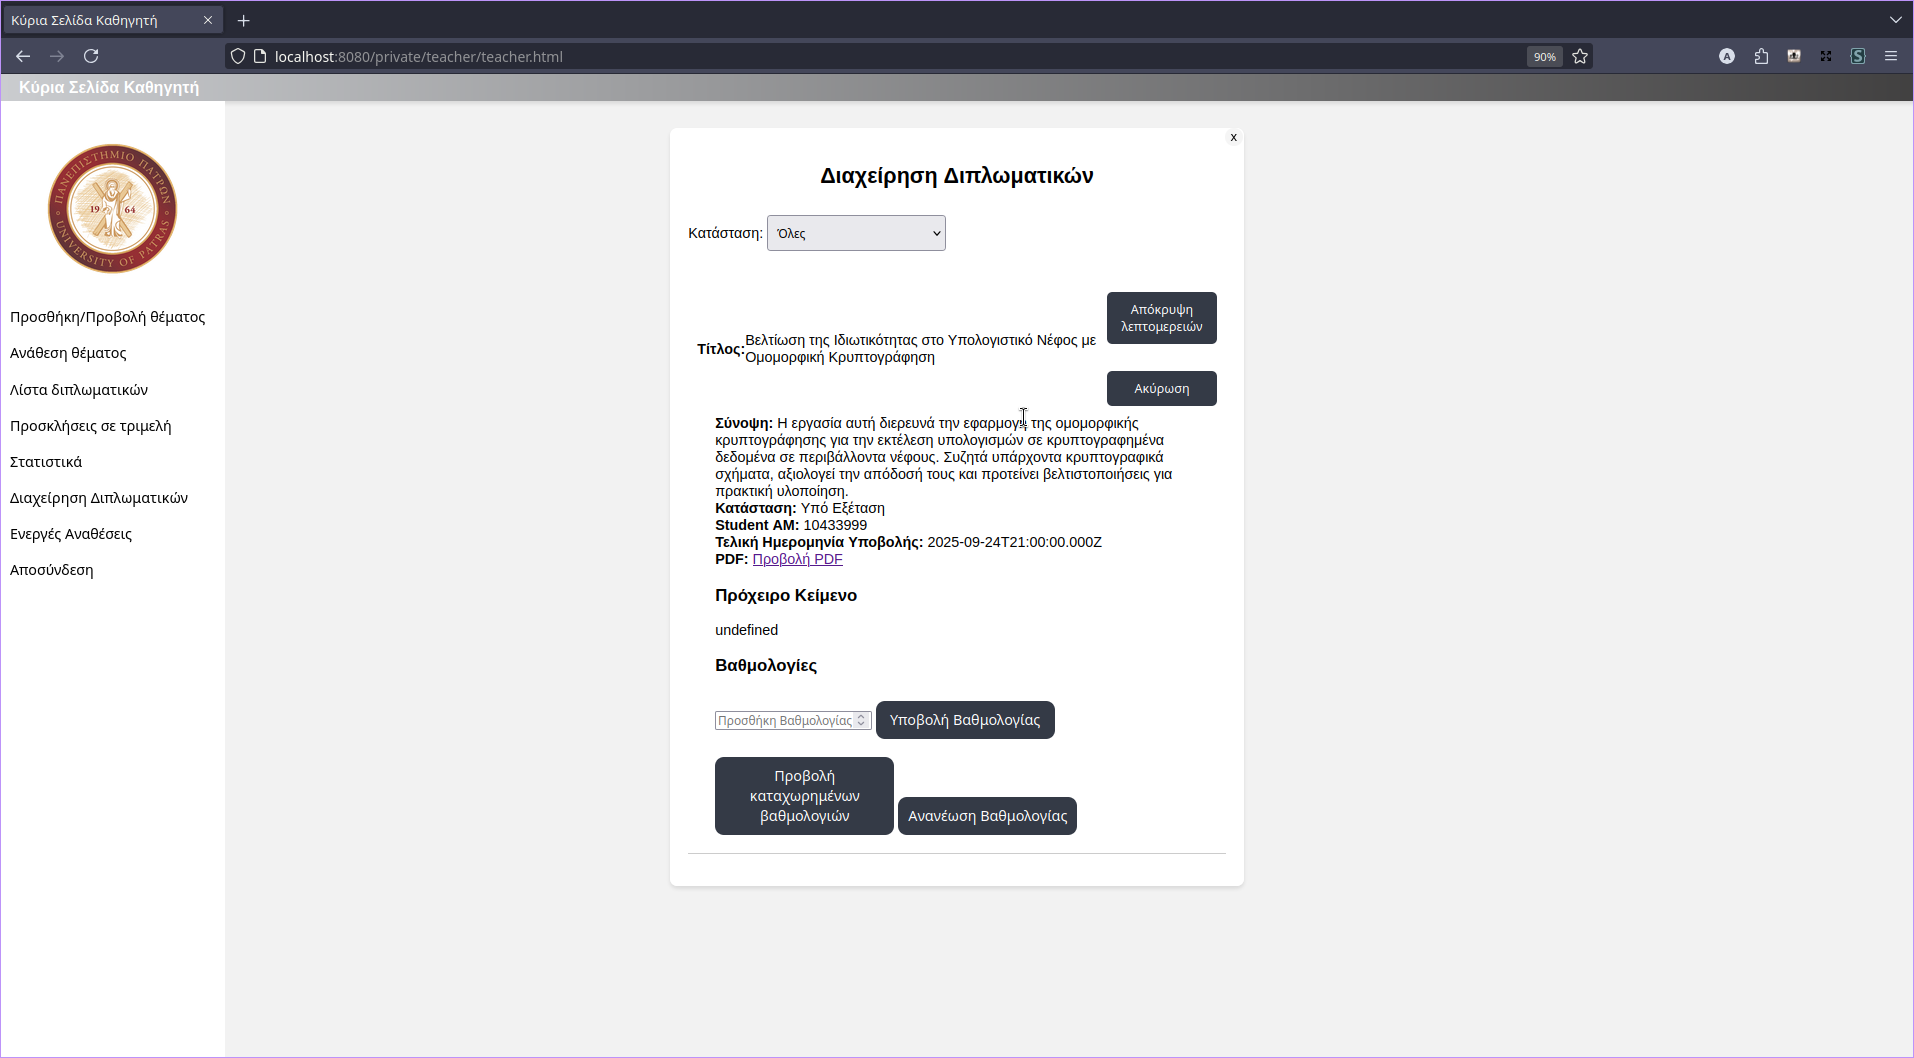 Κύρια Σελίδα Καθηγητή
localhost:8080/private/teacher/teacher.html
90%
A
S
Κύρια Σελίδα Καθηγητή
ΠΑΝΕΠΙΣΤΗΜΙΟ ΠΑΤΡΩΝ
19 64
UNIVERSITY OF PATRAS
Προσθήκη/Προβολή θέματος
Ανάθεση θέματος
Λίστα διπλωματικών
Προσκλήσεις σε τριμελή
Στατιστικά
Διαχείρηση Διπλωματικών
Ενεργές Αναθέσεις
Αποσύνδεση
x
Διαχείρηση Διπλωματικών
Κατάσταση: Όλες
Απόκρυψη
λεπτομερειών
Τίτλος: Βελτίωση της Ιδιωτικότητας στο Υπολογιστικό Νέφος με
Ομομορφική Κρυπτογράφηση
Ακύρωση
Σύνοψη: Η εργασία αυτή διερευνά την εφαρμογή της ομομορφικής
κρυπτογράφησης για την εκτέλεση υπολογισμών σε κρυπτογραφημένα
δεδομένα σε περιβάλλοντα νέφους. Συζητά υπάρχοντα κρυπτογραφικά
σχήματα, αξιολογεί την απόδοσή τους και προτείνει βελτιστοποιήσεις για
πρακτική υλοποίηση.
Κατάσταση: Υπό Εξέταση
Student AM: 10433999
Τελική Ημερομηνία Υποβολής: 2025-09-24T21:00:00.000Z
PDF: Προβολή PDF
Πρόχειρο Κείμενο
undefined
Βαθμολογίες
Προσθήκη Βαθμολογίας
Υποβολή Βαθμολογίας
Προβολή
καταχωρημένων
βαθμολογιών
Ανανέωση Βαθμολογίας